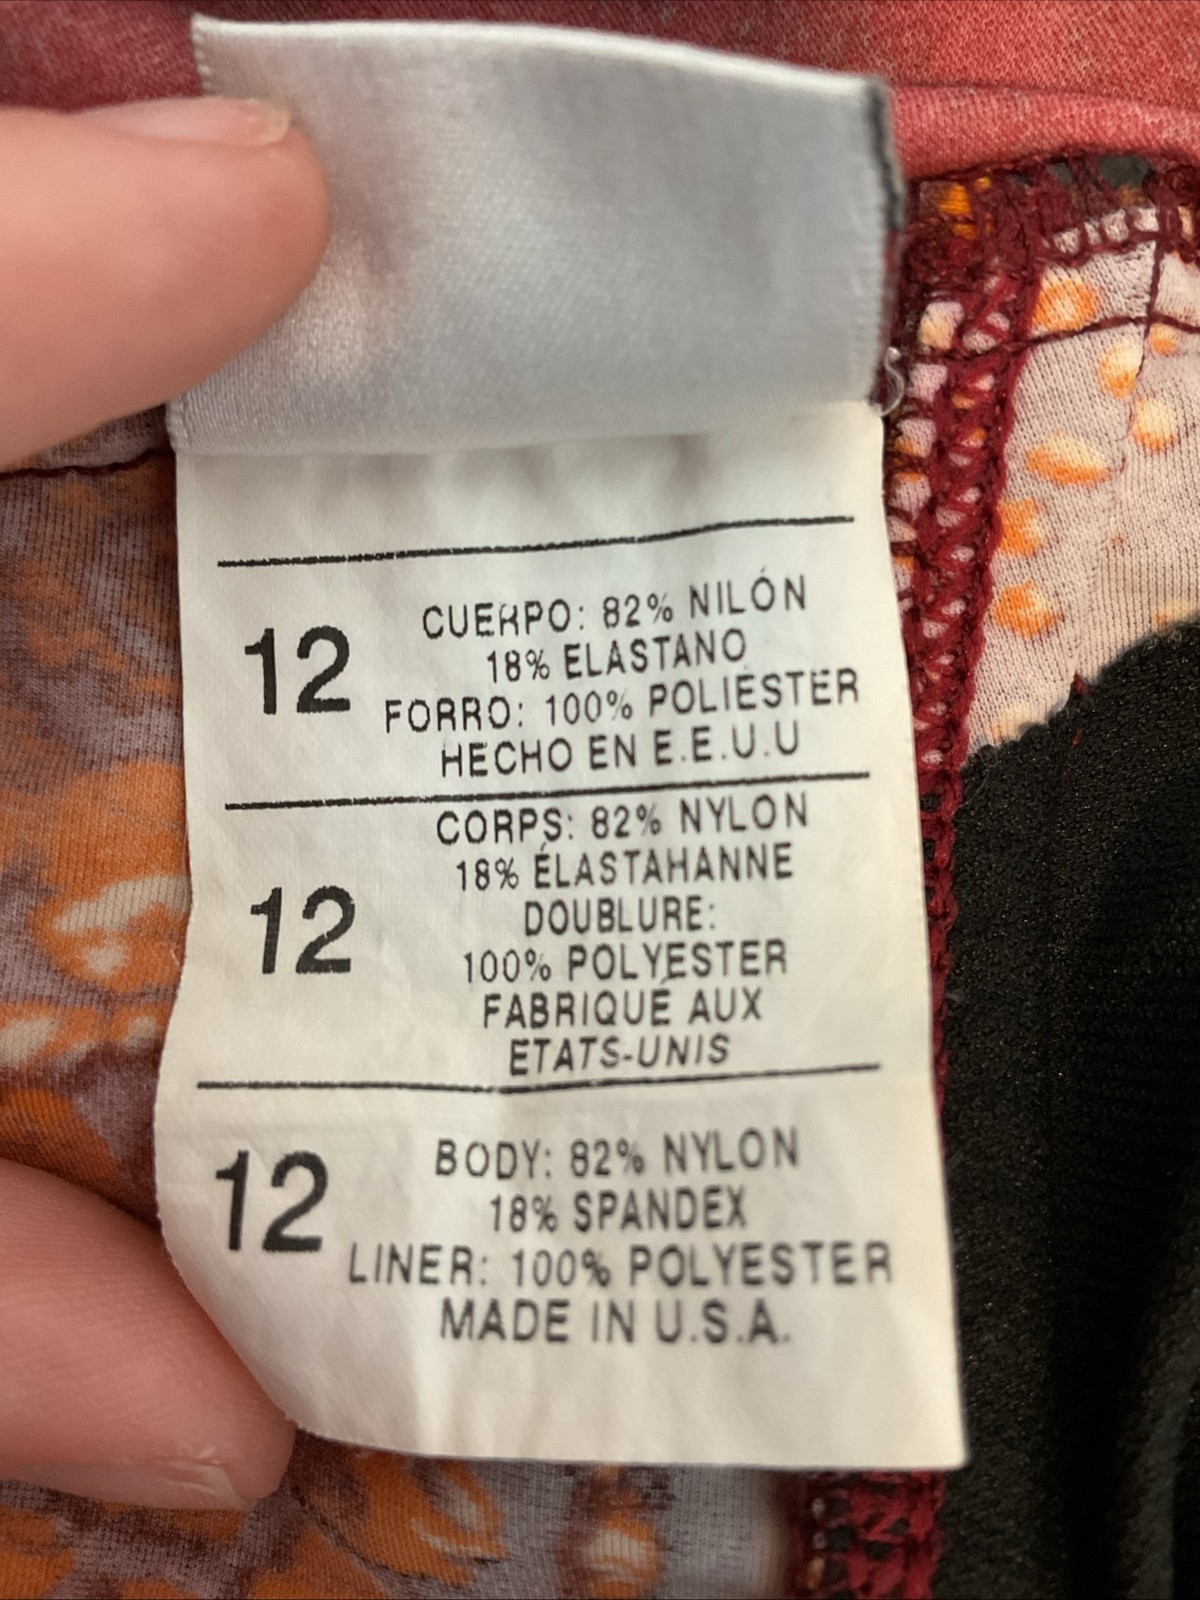 12
CUERPO: 82% NILÓN
18% ELASTANO
FORRO: 100% POLIÉSTER
HECHO EN E.E.U.U
12
CORPS: 82% NYLON
18% ÉLASTAHANNE
DOUBLURE:
100% POLYESTER
FABRIQUÉ AUX
ETATS-UNIS
12
BODY: 82% NYLON
18% SPANDEX
LINER: 100% POLYESTER
MADE IN U.S.A.